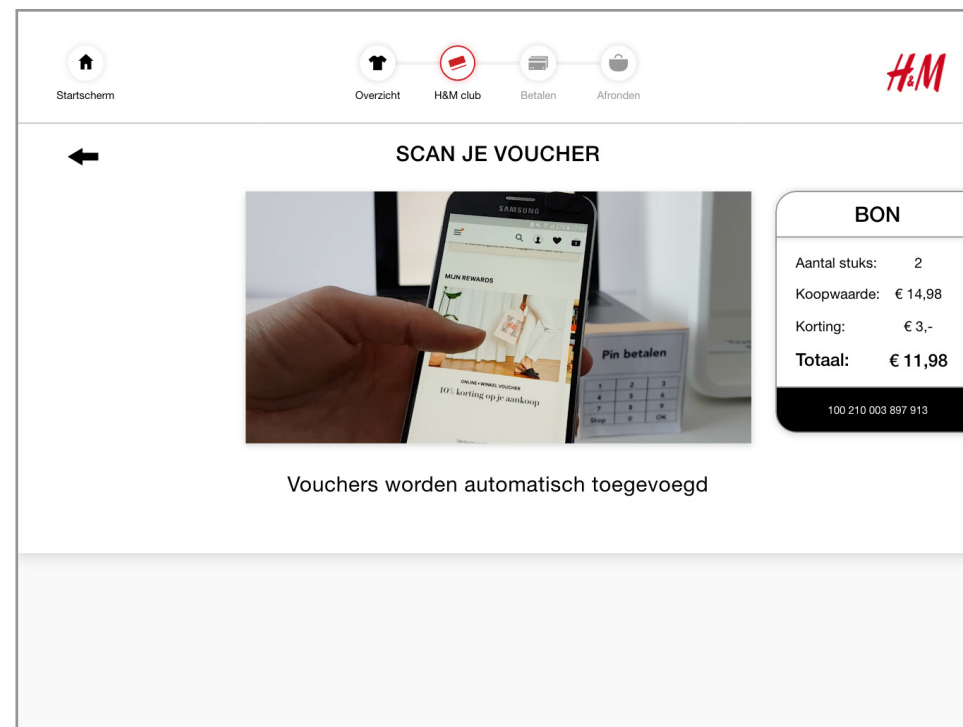 Startscherm
Overzicht
H&M club
Betalen
Afronden
H&M
SCAN JE VOUCHER
SAMSUNG
MIJN REWARDS
ONLINE+WINKEL VOUCHER
10% korting op je aankoop
Pin betalen
1 2 3
4 5 6
7 8 9
Stop 0 OK
BON
Aantal stuks: 2
Koopwaarde: € 14,98
Korting: € 3,-
Totaal: € 11,98
100 210 003 897 913
Vouchers worden automatisch toegevoegd